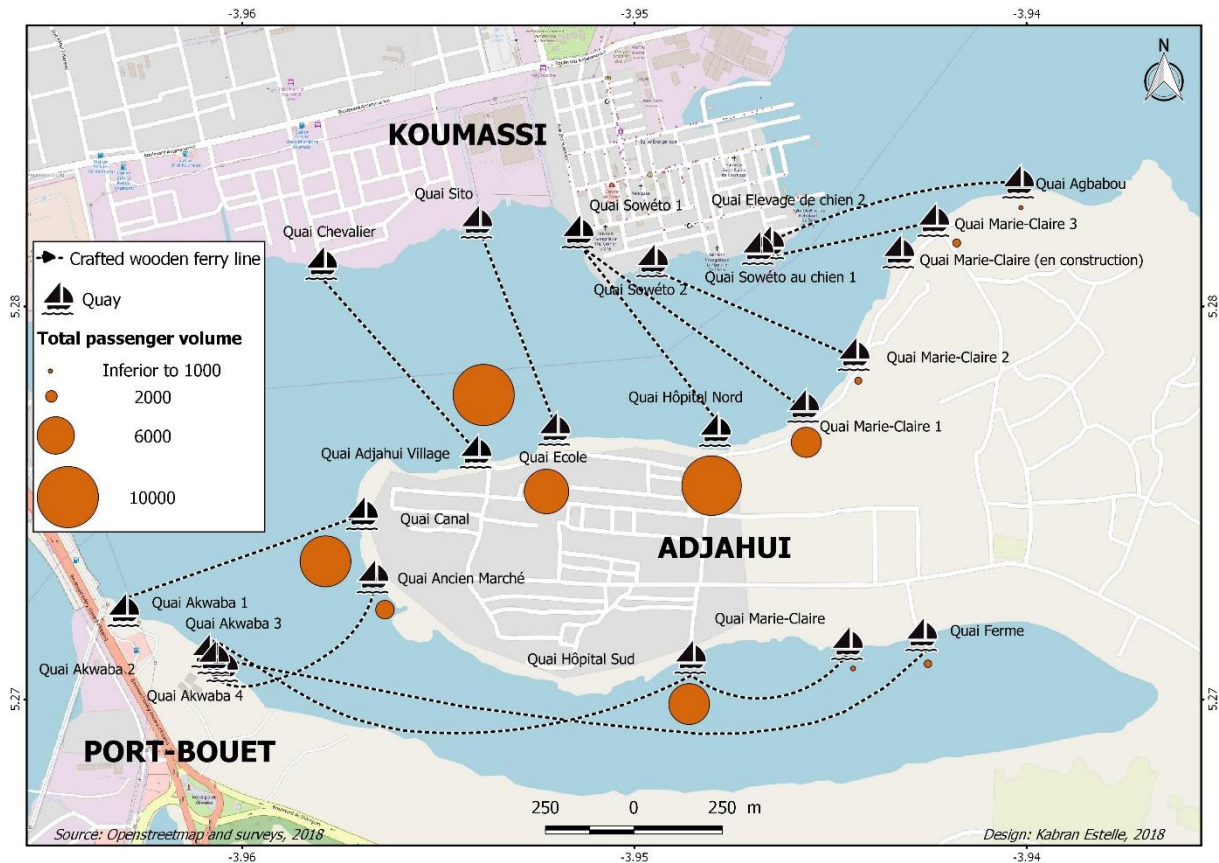 -3.96
-3.95
-3.94
N
KOUMASSI
Quai Sito
Quai Sowéto 1
Quai Elevage de chien 2
Quai Agbabou
Quai Chevalier
Quai Marie-Claire 3
Quai Marie-Claire (en construction)
Quai Sowéto au chien 1
Quai Sowéto 2
Crafted wooden ferry line
Quay
Total passenger volume
Inferior to 1000
2000
6000
10000
5.28
5.28
Quai Marie-Claire 2
Quai Hôpital Nord
Quai Marie-Claire 1
Quai Adjahui Village
Quai Ecole
Quai Canal
ADJAHUI
Quai Ancien Marché
Quai Akwaba 1
Quai Akwaba 3
Quai Marie-Claire
Quai Ferme
Quai Akwaba 2
Quai Hôpital Sud
Quai Akwaba 4
5.27
5.27
PORT-BOUET
250 0 250 m
Source: Openstreetmap and surveys, 2018
Design: Kabran Estelle, 2018
-3.96
-3.95
-3.94